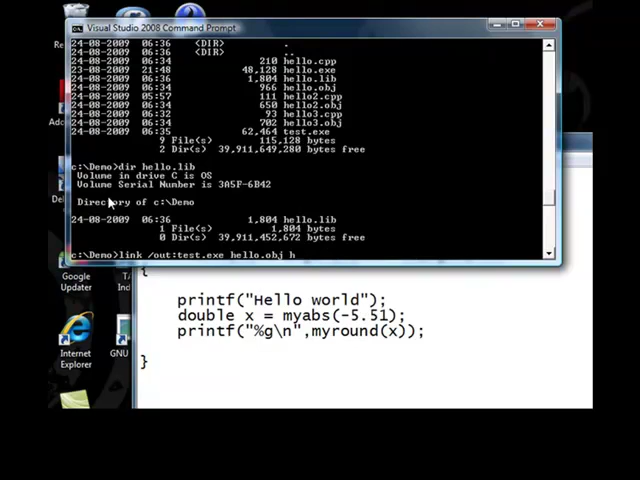 Visual Studio 2008 Command Prompt
24-08-2009 06:36 <DIR> .
24-08-2009 06:36 <DIR> ..
24-08-2009 06:34 210 hello.cpp
23-08-2009 21:48 48,128 hello.exe
24-08-2009 06:36 1,804 hello.lib
24-08-2009 06:34 966 hello.obj
24-08-2009 05:57 111 hello2.cpp
24-08-2009 06:34 650 hello2.obj
24-08-2009 06:32 93 hello3.cpp
24-08-2009 06:34 702 hello3.obj
24-08-2009 06:35 62,464 test.exe
9 File(s) 115,128 bytes
2 Dir(s) 39,911,649,280 bytes free
c:\Demo>dir hello.lib
Volume in drive C is OS
Volume Serial Number is 3A5F-6B42
Directory of c:\Demo
24-08-2009 06:36 1,804 hello.lib
1 File(s) 1,804 bytes
0 Dir(s) 39,911,452,672 bytes free
c:\Demo>link /out:test.exe hello.obj h
{
printf("Hello world");
double x = myabs(-5.51);
printf("%g\n",myround(x));
}
Google
Updater
Internet
Explorer
GNU